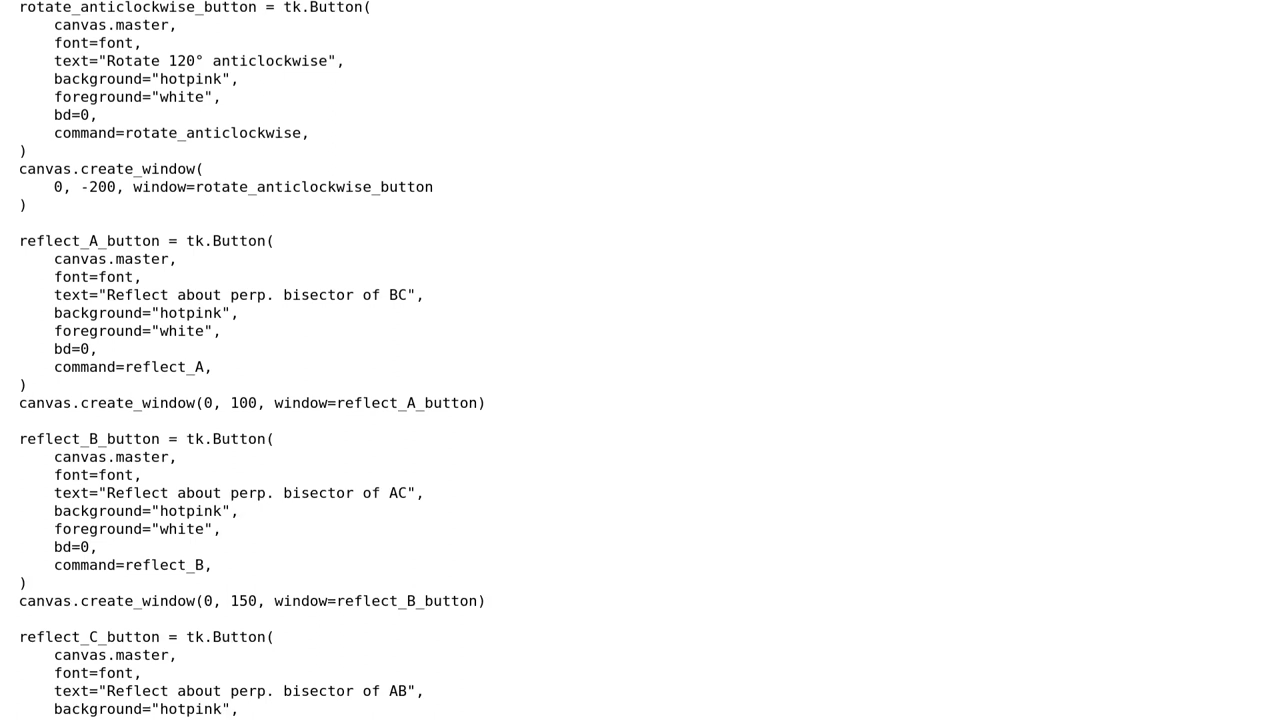 rotate_anticlockwise_button = tk.Button(
    canvas.master,
    font=font,
    text="Rotate 120° anticlockwise",
    background="hotpink",
    foreground="white",
    bd=0,
    command=rotate_anticlockwise,
)
canvas.create_window(
    0, -200, window=rotate_anticlockwise_button
)

reflect_A_button = tk.Button(
    canvas.master,
    font=font,
    text="Reflect about perp. bisector of BC",
    background="hotpink",
    foreground="white",
    bd=0,
    command=reflect_A,
)
canvas.create_window(0, 100, window=reflect_A_button)

reflect_B_button = tk.Button(
    canvas.master,
    font=font,
    text="Reflect about perp. bisector of AC",
    background="hotpink",
    foreground="white",
    bd=0,
    command=reflect_B,
)
canvas.create_window(0, 150, window=reflect_B_button)

reflect_C_button = tk.Button(
    canvas.master,
    font=font,
    text="Reflect about perp. bisector of AB",
    background="hotpink",